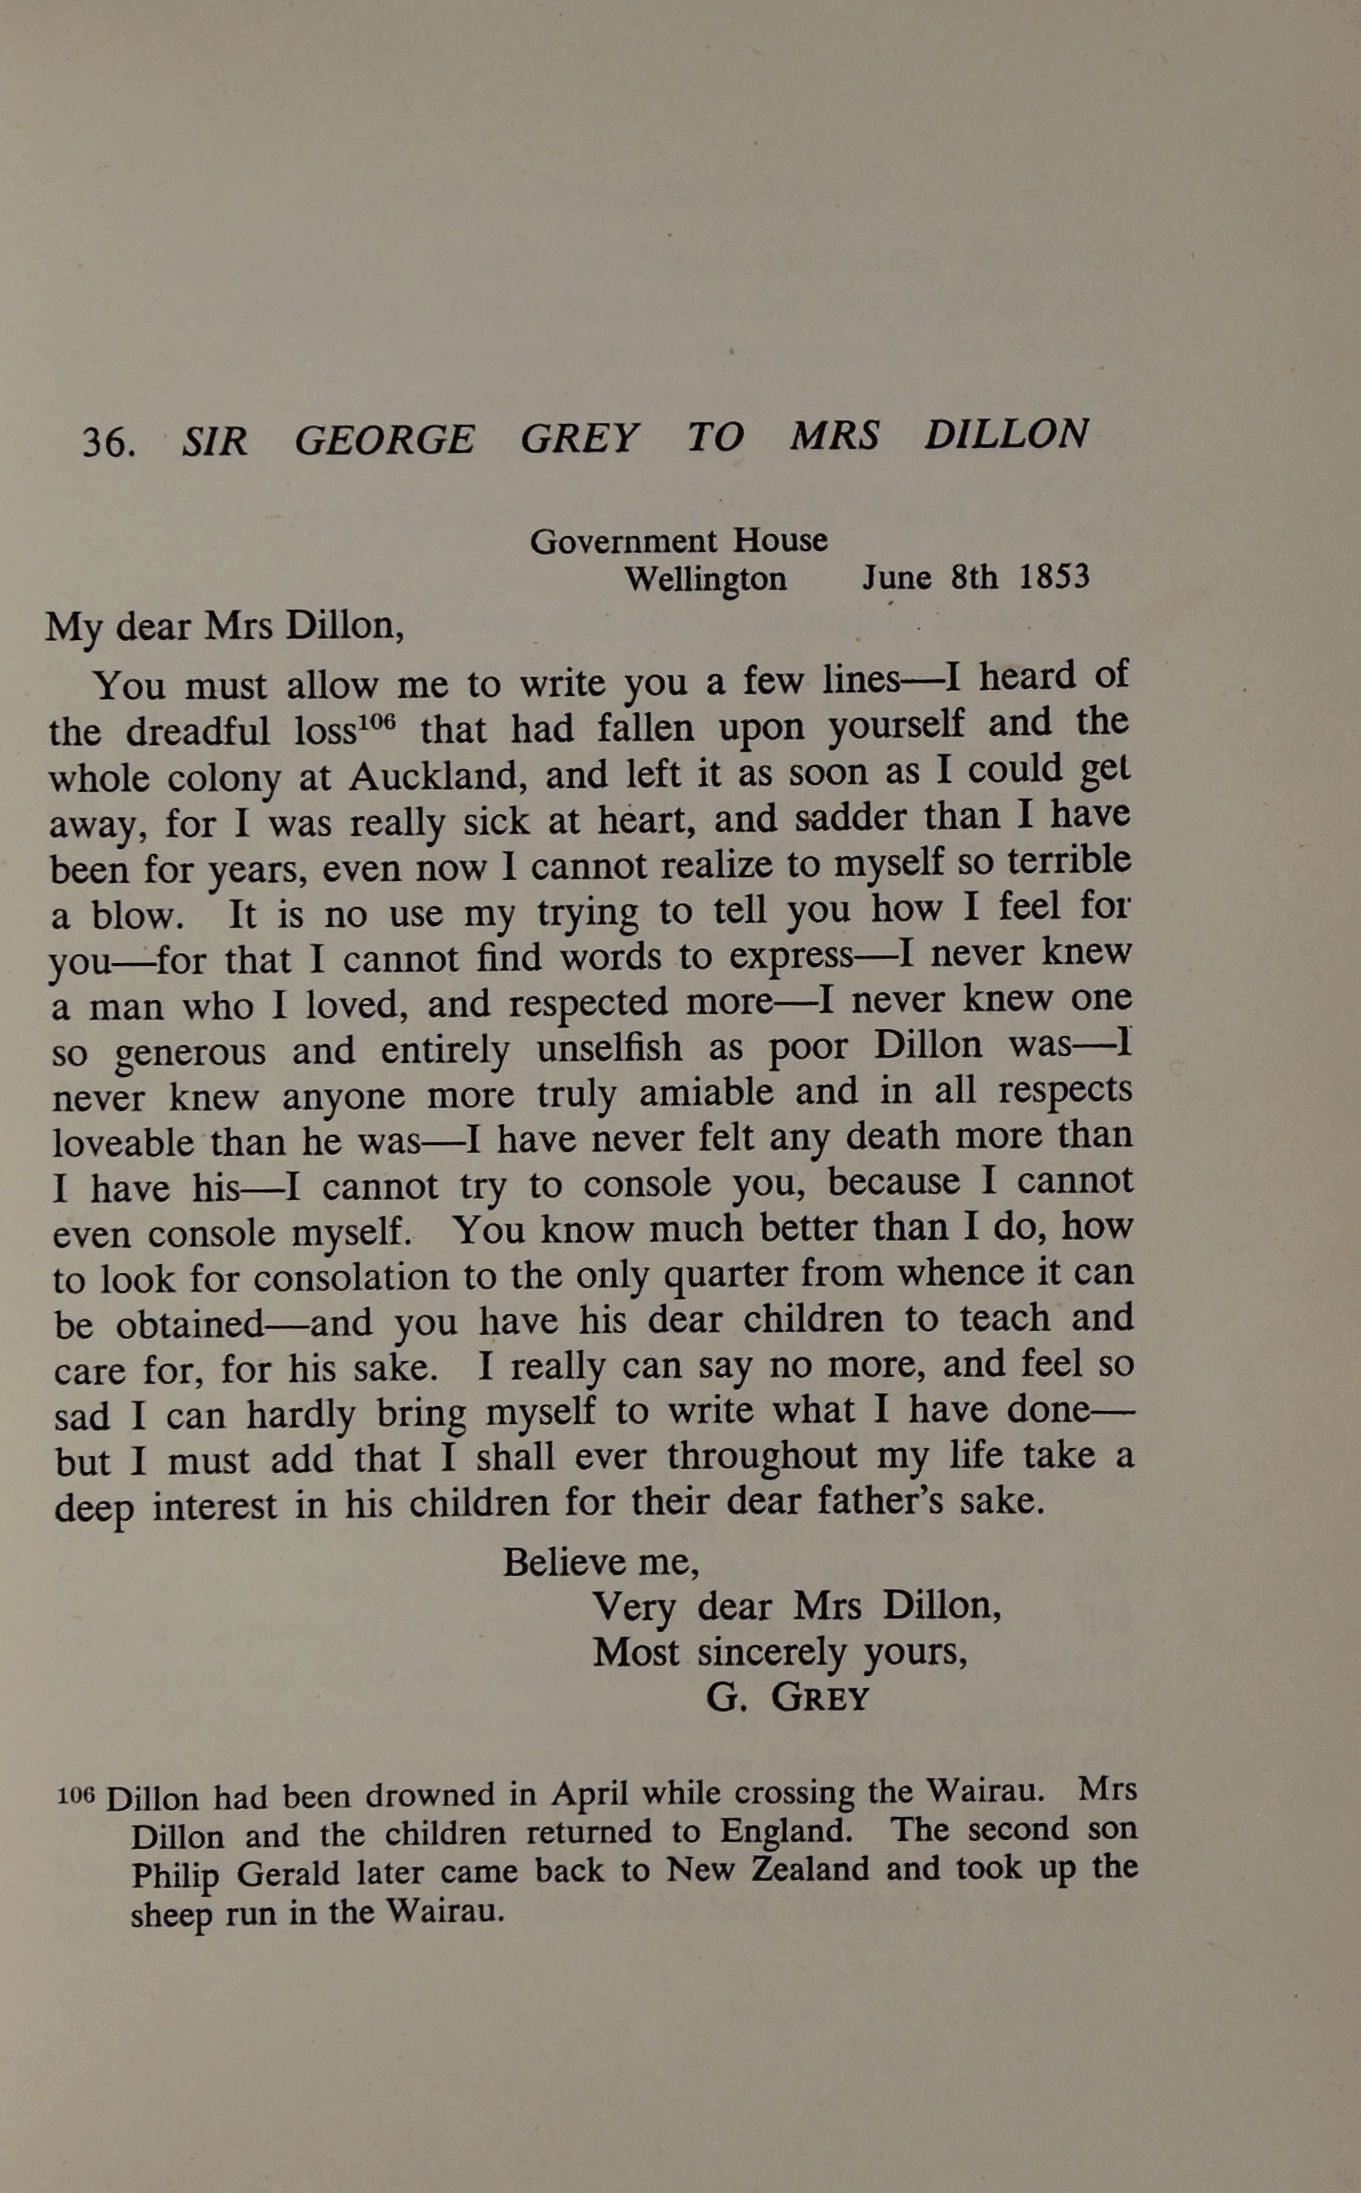 36. SIR GEORGE GREY TO MRS DILLON
Government House
Wellington June 8th 1853
My dear Mrs Dillon,
You must allow me to write you a few lines—I heard of
the dreadful loss¹⁰⁶ that had fallen upon yourself and the
whole colony at Auckland, and left it as soon as I could get
away, for I was really sick at heart, and sadder than I have
been for years, even now I cannot realize to myself so terrible
a blow. It is no use my trying to tell you how I feel for
you—for that I cannot find words to express—I never knew
a man who I loved, and respected more—I never knew one
so generous and entirely unselfish as poor Dillon was—I
never knew anyone more truly amiable and in all respects
loveable than he was—I have never felt any death more than
I have his—I cannot try to console you, because I cannot
even console myself. You know much better than I do, how
to look for consolation to the only quarter from whence it can
be obtained—and you have his dear children to teach and
care for, for his sake. I really can say no more, and feel so
sad I can hardly bring myself to write what I have done—
but I must add that I shall ever throughout my life take a
deep interest in his children for their dear father's sake.
Believe me,
Very dear Mrs Dillon,
Most sincerely yours,
G. GREY
¹⁰⁶ Dillon had been drowned in April while crossing the Wairau. Mrs
Dillon and the children returned to England. The second son
Philip Gerald later came back to New Zealand and took up the
sheep run in the Wairau.